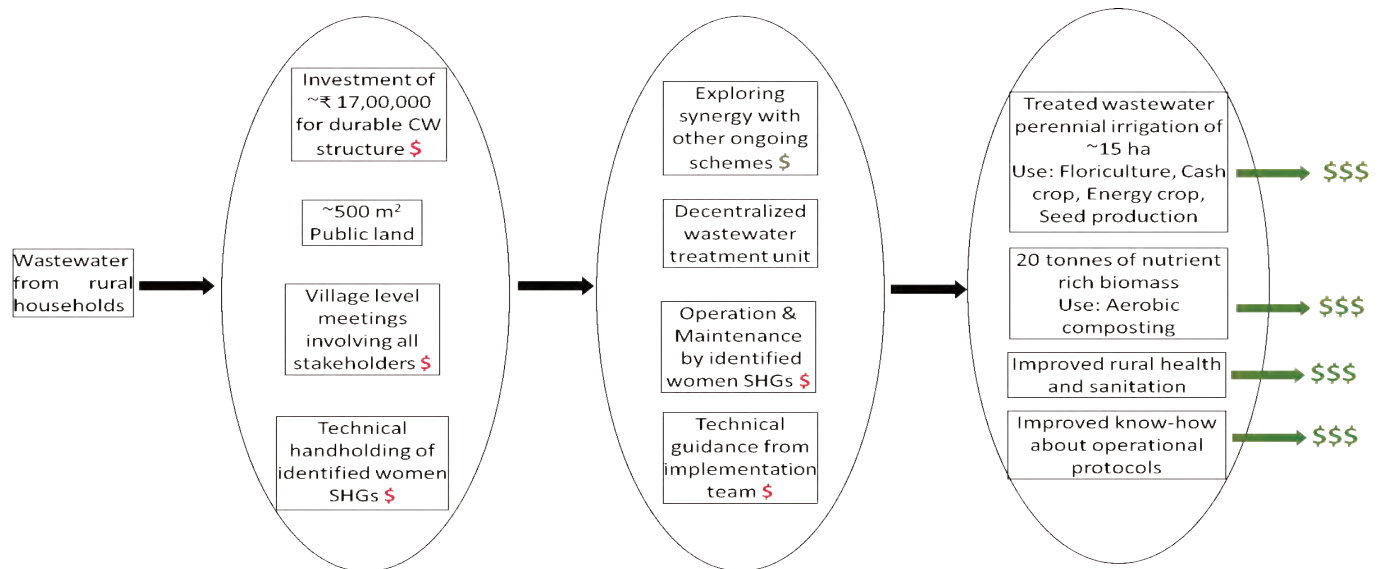 Wastewater
from rural
households
Investment of
~₹ 17,00,000
for durable CW
structure $
~500 m²
Public land
Village level
meetings
involving all
stakeholders $
Technical
handholding of
identified women
SHGs $
Exploring
synergy with
other ongoing
schemes $
Decentralized
wastewater
treatment unit
Operation &
Maintenance
by identified
women SHGs $
Technical
guidance from
implementation
team $
Treated wastewater
perennial irrigation of
~15 ha
Use: Floriculture, Cash
crop, Energy crop,
Seed production
$$$
20 tonnes of nutrient
rich biomass
Use: Aerobic
composting
$$$
Improved rural health
and sanitation
$$$
Improved know-how
about operational
protocols
$$$